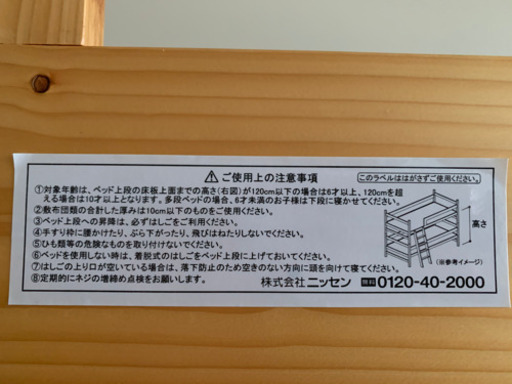 ⚠ ご使用上の注意事項
このラベルははがさずご使用ください。
①対象年齢は、ベッド上段の床板上面までの高さ(右図)が120cm以下の場合は6才以上、120cmを超
える場合は10才以上となります。多段ベッドの場合、6才未満のお子様は下段に寝かせてください。
②敷布団類の合計した厚みは10cm以下のものをご使用ください。
③ベッド上段への昇降は、必ずはしごをご使用ください。
④手すり枠に腰かけたり、ぶら下がったり、飛びはねたりしないでください。
⑤ひも類等の危険なものを取り付けないでください。
⑥ベッドを使用しない時は、着脱式のはしごをベッド上段に上げておいてください。
⑦はしごの上り口が空いている場合は、落下防止のため空きのない方向に頭を向けて寝てください。
⑧定期的にネジの増締め点検をお願いします。
高さ
(※参考イメージ)
株式会社ニッセン 0120-40-2000